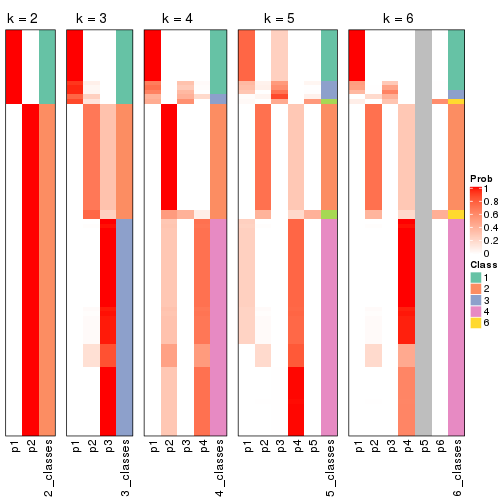 k = 2
k = 3
k = 4
k = 5
k = 6
p1
p2
2_classes
p1
p2
p3
3_classes
p1
p2
p3
p4
4_classes
p1
p2
p3
p4
p5
5_classes
p1
p2
p3
p4
p5
p6
6_classes
Prob
1
0.8
0.6
0.4
0.2
0
Class
1
2
3
4
6